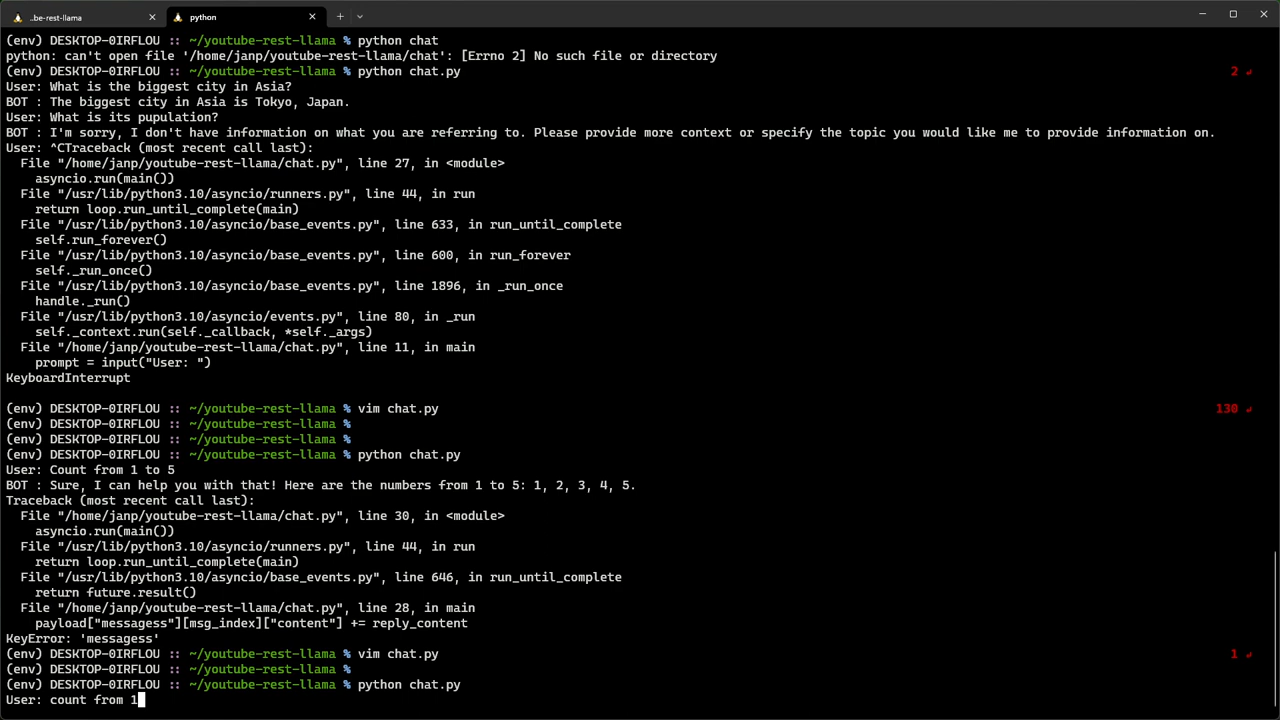 ..be-rest-llama
python
(env) DESKTOP-0IRFLOU :: ~/youtube-rest-llama % python chat
python: can't open file '/home/janp/youtube-rest-llama/chat': [Errno 2] No such file or directory
(env) DESKTOP-0IRFLOU :: ~/youtube-rest-llama % python chat.py 2 ↲
User: What is the biggest city in Asia?
BOT : The biggest city in Asia is Tokyo, Japan.
User: What is its pupulation?
BOT : I'm sorry, I don't have information on what you are referring to. Please provide more context or specify the topic you would like me to provide information on.
User: ^CTraceback (most recent call last):
  File "/home/janp/youtube-rest-llama/chat.py", line 27, in <module>
    asyncio.run(main())
  File "/usr/lib/python3.10/asyncio/runners.py", line 44, in run
    return loop.run_until_complete(main)
  File "/usr/lib/python3.10/asyncio/base_events.py", line 633, in run_until_complete
    self.run_forever()
  File "/usr/lib/python3.10/asyncio/base_events.py", line 600, in run_forever
    self._run_once()
  File "/usr/lib/python3.10/asyncio/base_events.py", line 1896, in _run_once
    handle._run()
  File "/usr/lib/python3.10/asyncio/events.py", line 80, in _run
    self._context.run(self._callback, *self._args)
  File "/home/janp/youtube-rest-llama/chat.py", line 11, in main
    prompt = input("User: ")
KeyboardInterrupt
(env) DESKTOP-0IRFLOU :: ~/youtube-rest-llama % vim chat.py 130 ↲
(env) DESKTOP-0IRFLOU :: ~/youtube-rest-llama %
(env) DESKTOP-0IRFLOU :: ~/youtube-rest-llama %
(env) DESKTOP-0IRFLOU :: ~/youtube-rest-llama % python chat.py
User: Count from 1 to 5
BOT : Sure, I can help you with that! Here are the numbers from 1 to 5: 1, 2, 3, 4, 5.
Traceback (most recent call last):
  File "/home/janp/youtube-rest-llama/chat.py", line 30, in <module>
    asyncio.run(main())
  File "/usr/lib/python3.10/asyncio/runners.py", line 44, in run
    return loop.run_until_complete(main)
  File "/usr/lib/python3.10/asyncio/base_events.py", line 646, in run_until_complete
    return future.result()
  File "/home/janp/youtube-rest-llama/chat.py", line 28, in main
    payload["messagess"][msg_index]["content"] += reply_content
KeyError: 'messagess'
(env) DESKTOP-0IRFLOU :: ~/youtube-rest-llama % vim chat.py 1 ↲
(env) DESKTOP-0IRFLOU :: ~/youtube-rest-llama %
(env) DESKTOP-0IRFLOU :: ~/youtube-rest-llama % python chat.py
User: count from 1